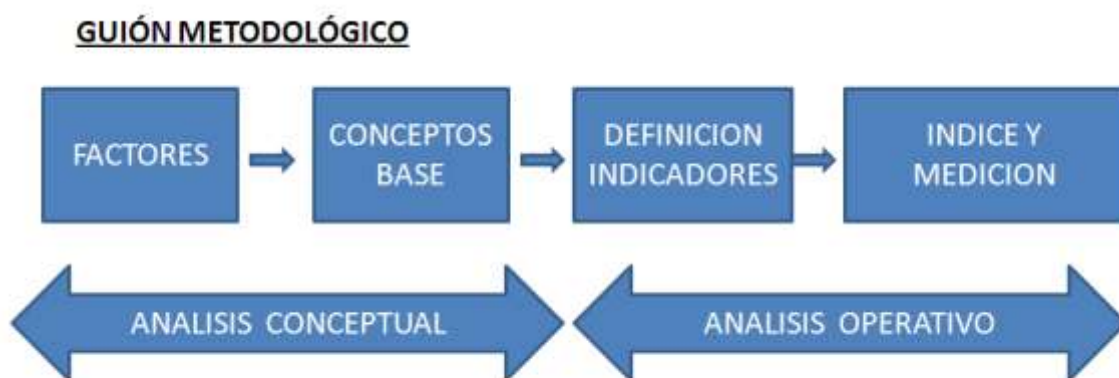 GUIÓN METODOLÓGICO
FACTORES
CONCEPTOS
BASE
DEFINICION
INDICADORES
INDICE Y
MEDICION
ANALISIS CONCEPTUAL
ANALISIS OPERATIVO